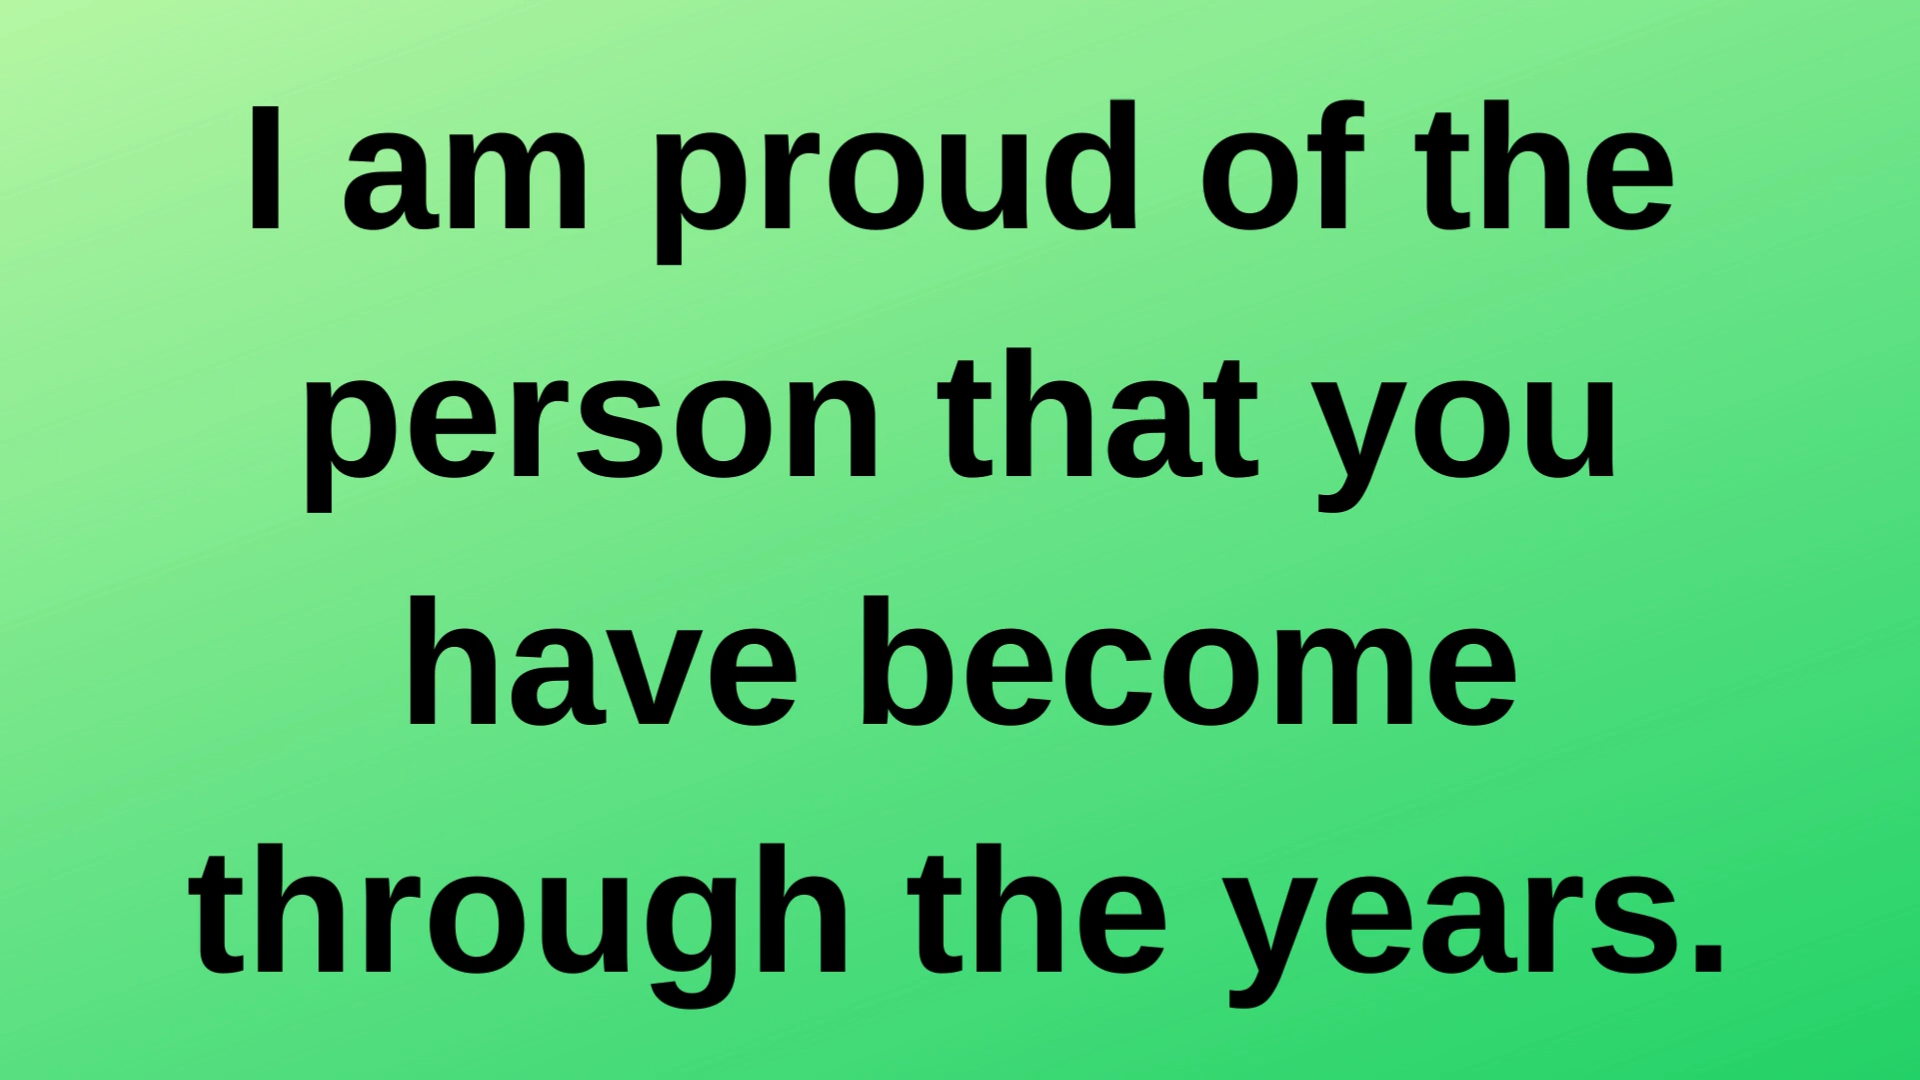 I am proud of the
person that you
have become
through the years.